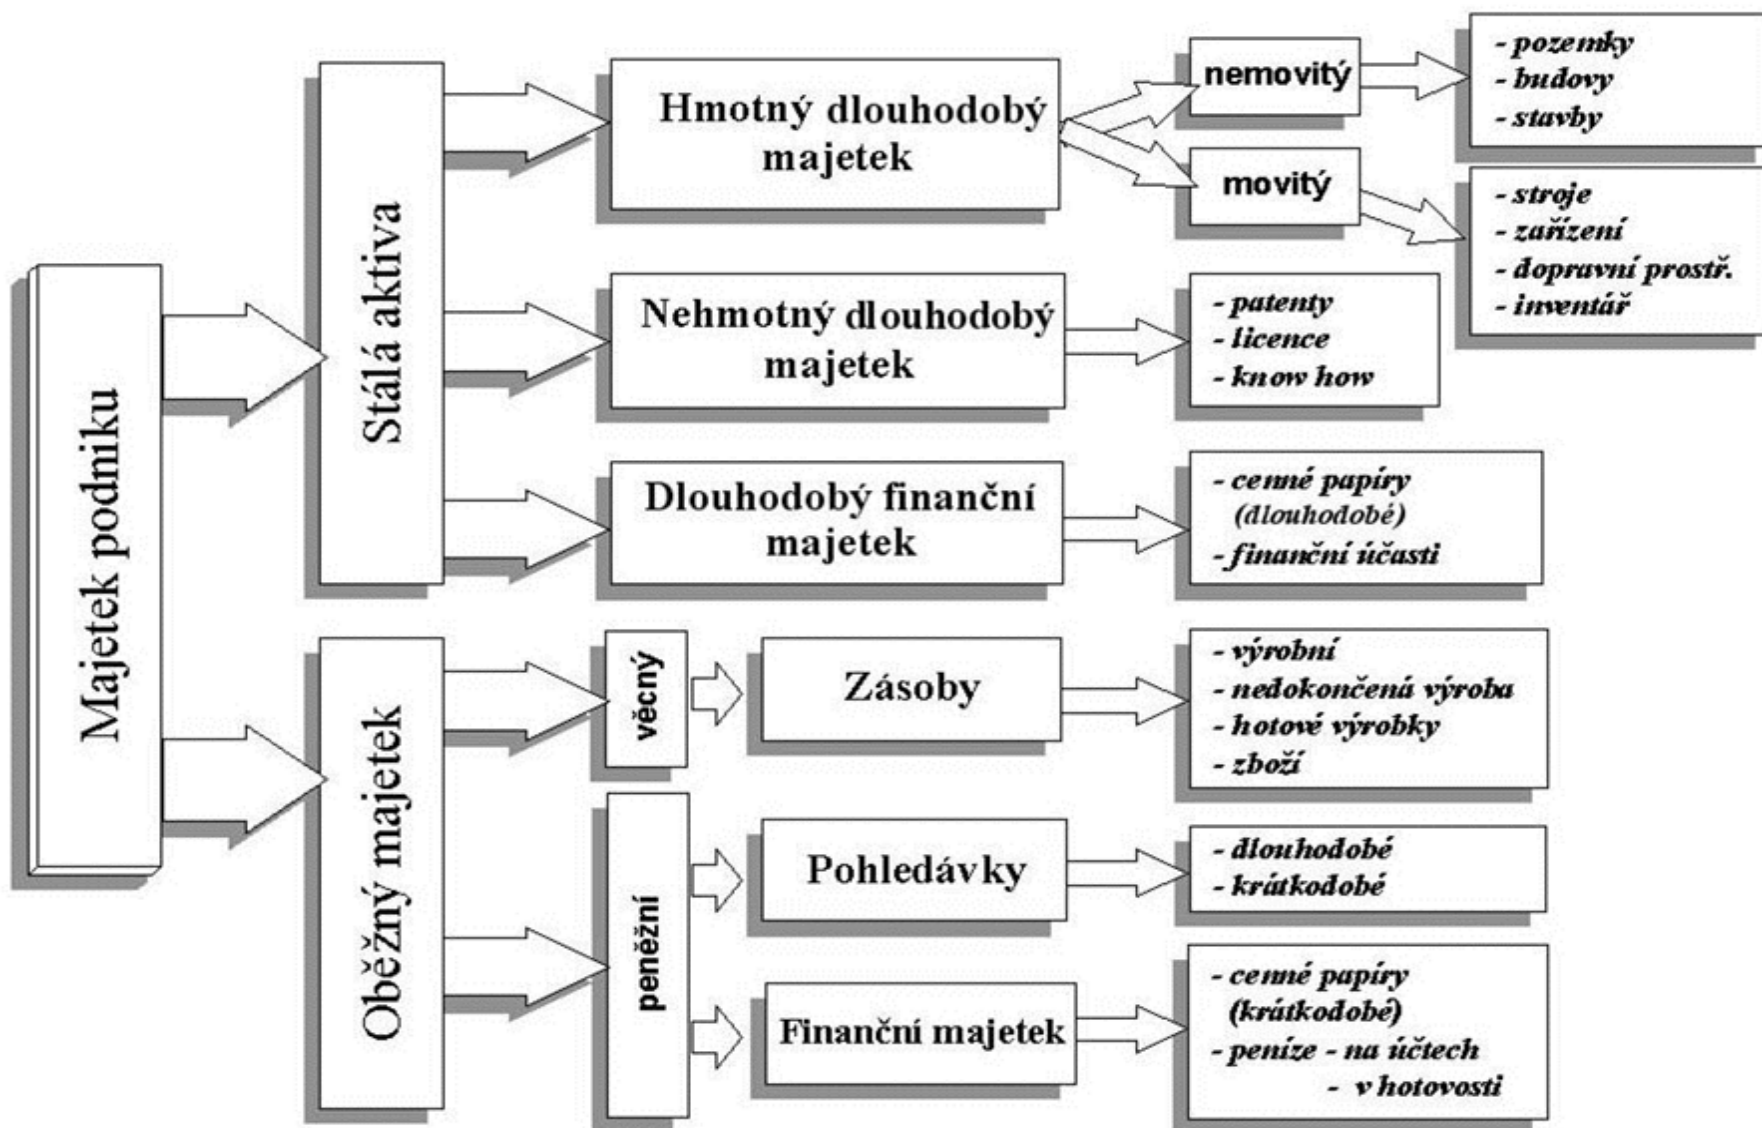 Majetek podniku
Stálá aktiva
Hmotný dlouhodobý
majetek
nemovitý
- pozemky
- budovy
- stavby
movitý
- stroje
- zařízení
- dopravní prostř.
- inventář
Nehmotný dlouhodobý
majetek
- patenty
- licence
- know how
Dlouhodobý finanční
majetek
- cenné papíry
(dlouhodobé)
- finanční účasti
Oběžný majetek
věcný
Zásoby
- výrobní
- nedokončená výroba
- hotové výrobky
- zboží
peněžní
Pohledávky
- dlouhodobé
- krátkodobé
Finanční majetek
- cenné papíry
(krátkodobé)
- peníze - na účtech
- v hotovosti